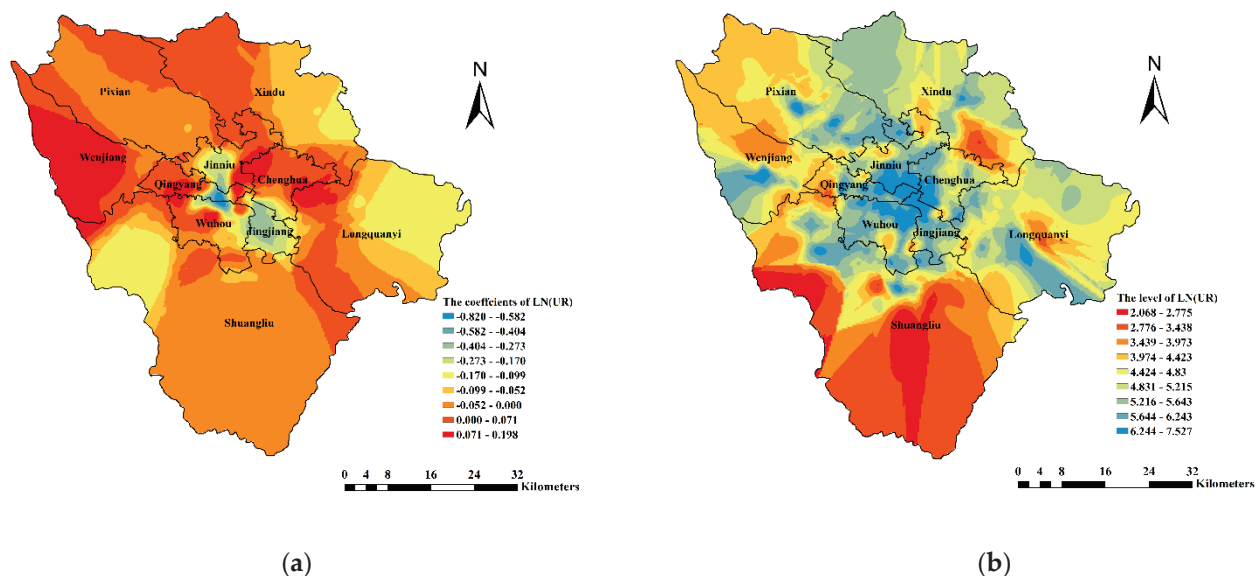 N
Pixian
Xindu
Wenjiang
Jinniu
Qingyang
Chenghua
Wuhou
Jingjiang
Longquanyi
Shuangliu
The coeffcients of LN(UR)
-0.820 - -0.582
-0.582 - -0.404
-0.404 - -0.273
-0.273 - -0.170
-0.170 - -0.099
-0.099 - -0.052
-0.052 - 0.000
0.000 - 0.071
0.071 - 0.198
0 4 8 16 24 32
Kilometers
(a)
N
Pixian
Xindu
Wenjiang
Jinniu
Qingyang
Chenghua
Wuhou
Jingjiang
Longquanyi
Shuangliu
The level of LN(UR)
2.068 - 2.775
2.776 - 3.438
3.439 - 3.973
3.974 - 4.423
4.424 - 4.83
4.831 - 5.215
5.216 - 5.643
5.644 - 6.243
6.244 - 7.527
0 4 8 16 24 32
Kilometers
(b)